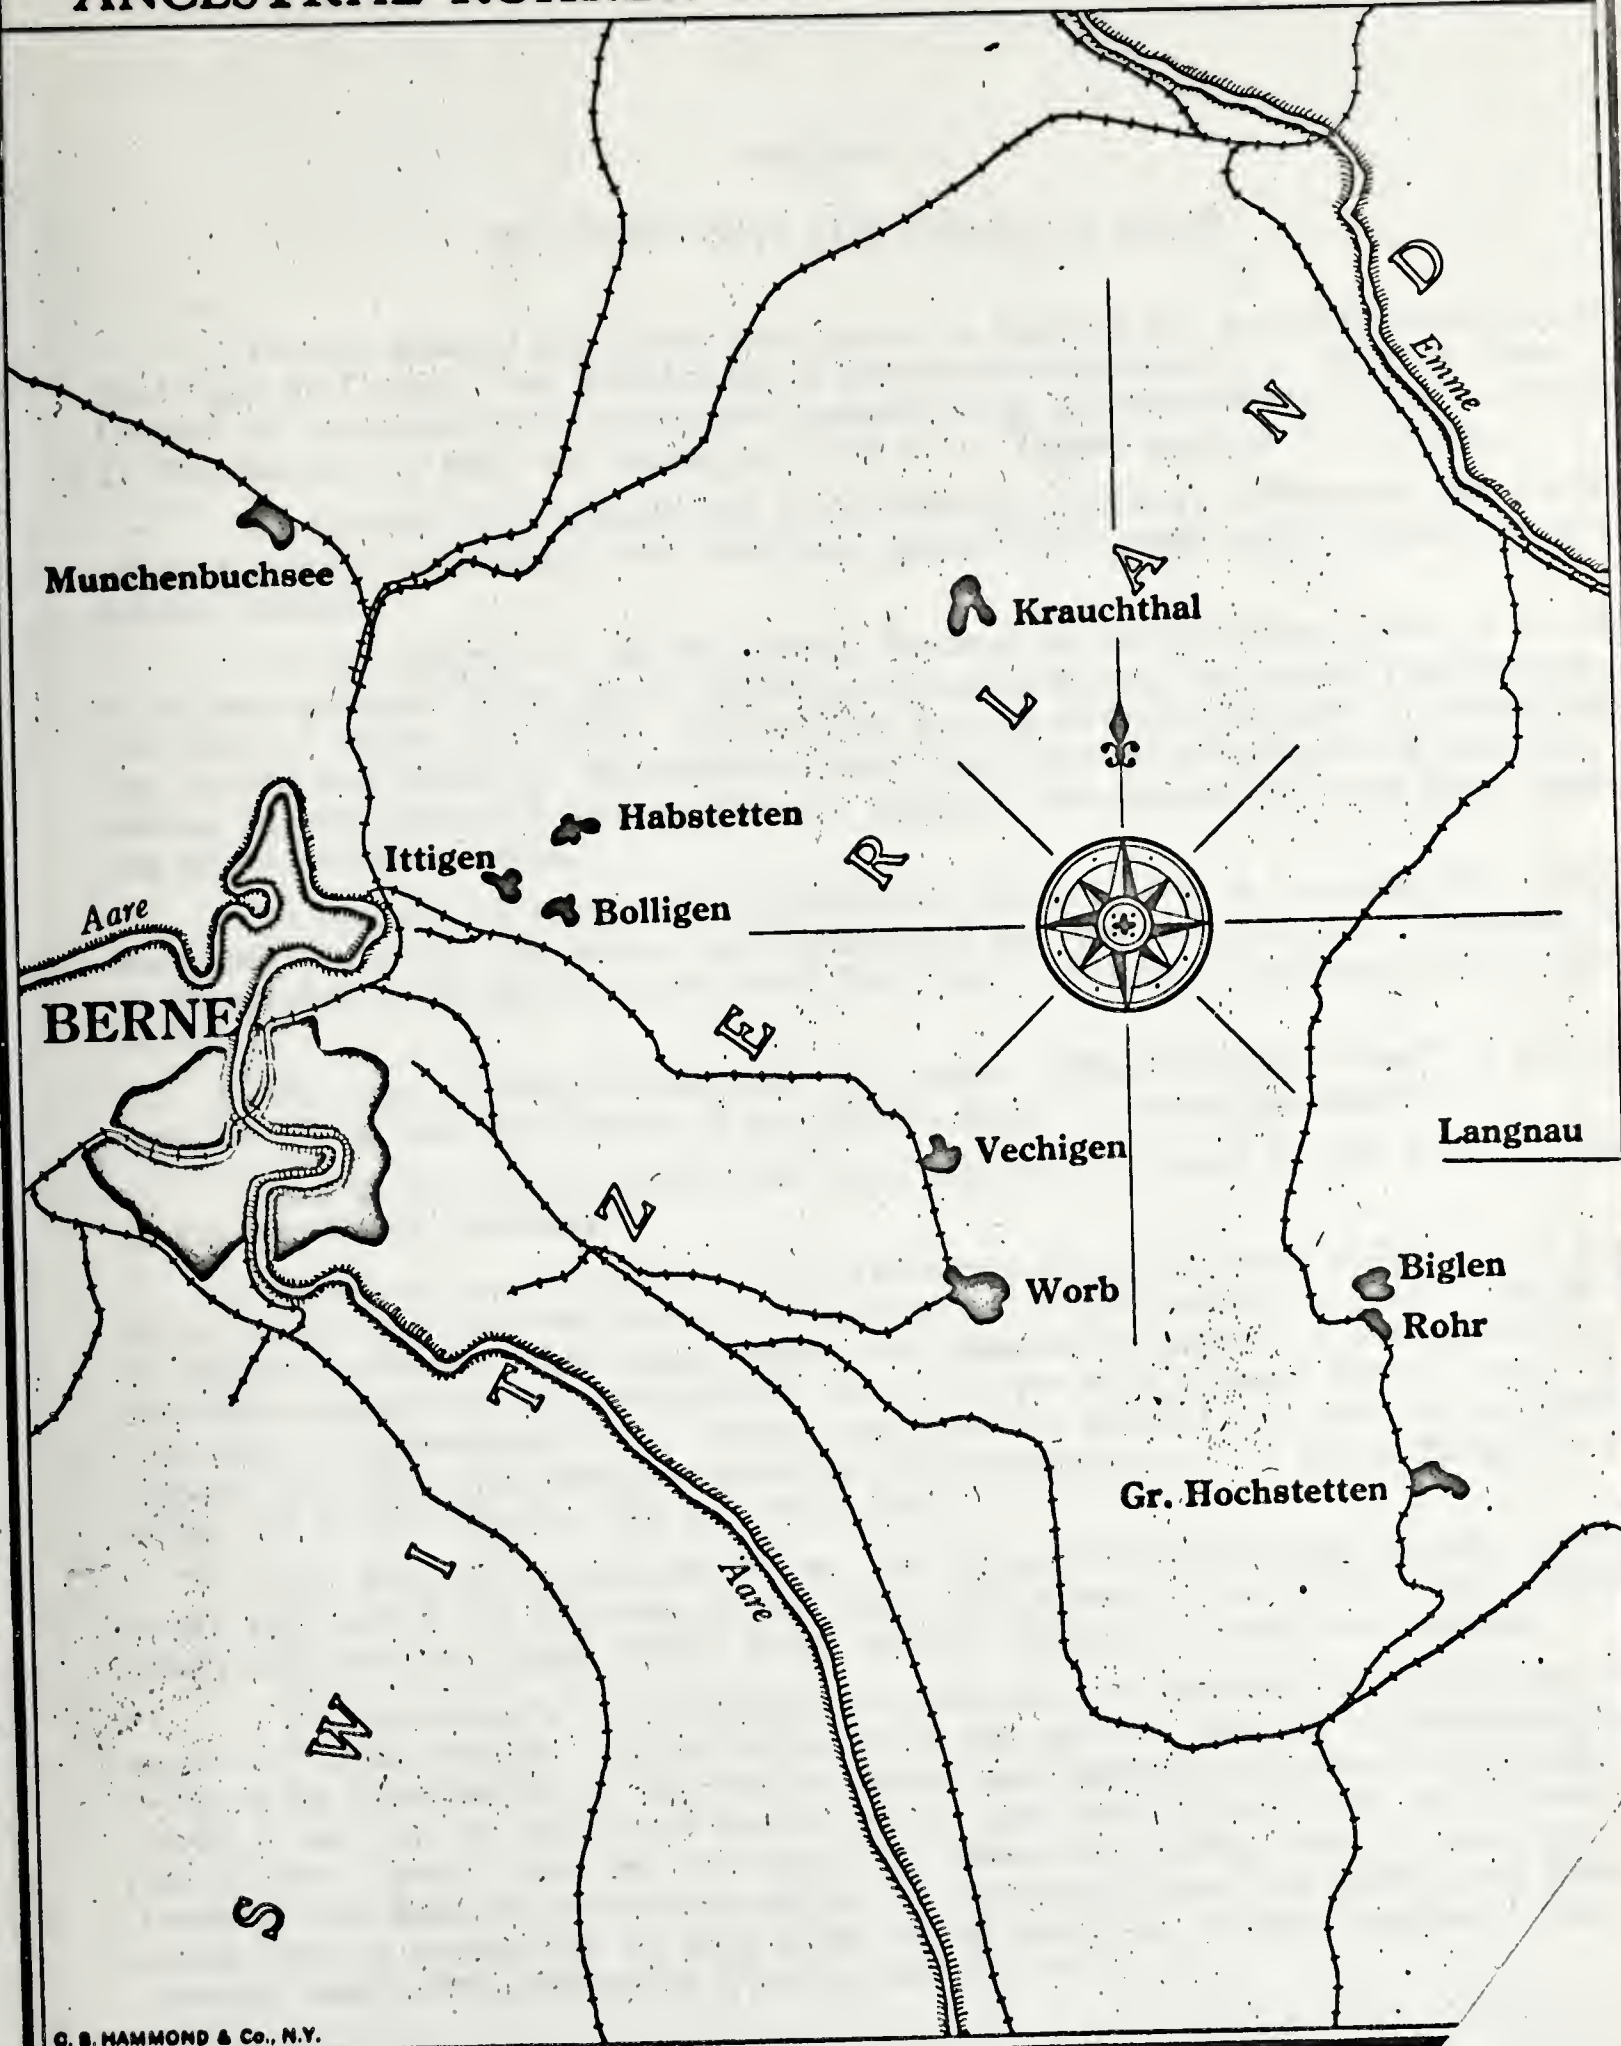 ANCESTRAL
Emme
Munchenbuchsee
Krauchthal
Habstetten
Ittigen
Bolligen
Aare
BERNE
Langnau
Vechigen
Biglen
Worb
Rohr
Gr. Hochstetten
Aare
SWITZERLAND
C. S. HAMMOND & Co., N.Y.